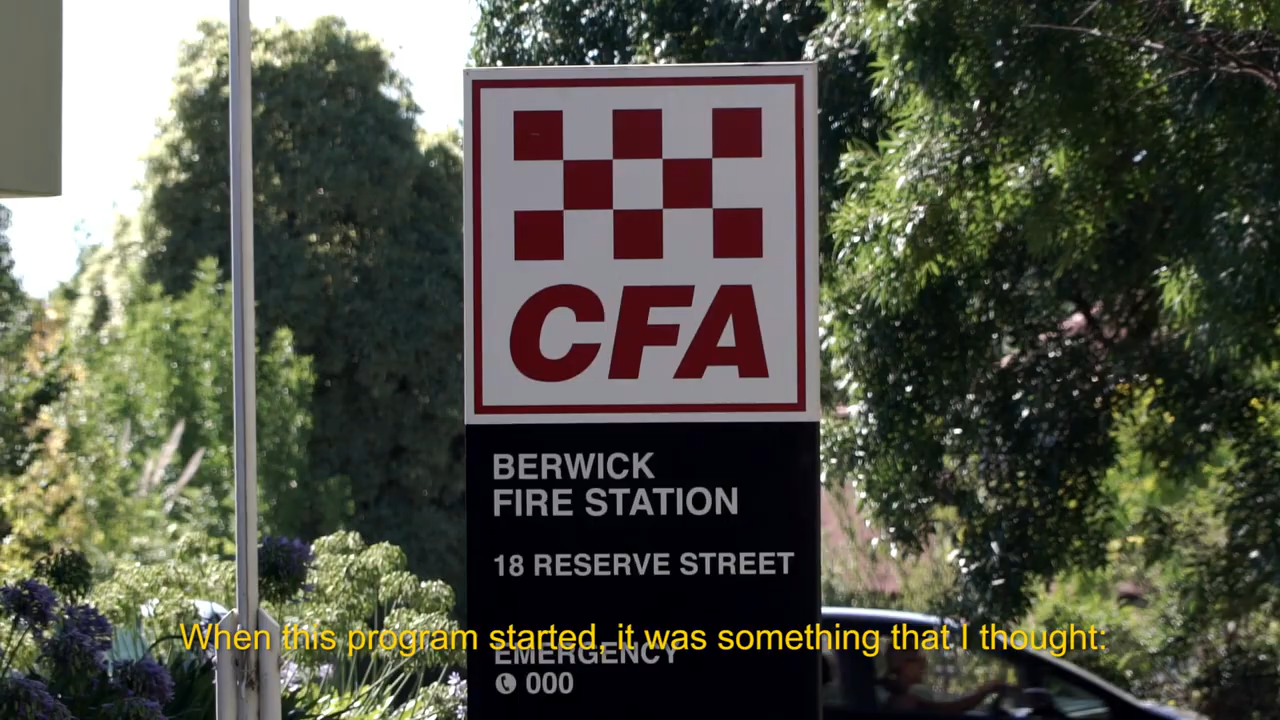 CFA
BERWICK
FIRE STATION
18 RESERVE STREET
When this program started, it was something that I thought:
EMERGENCY
000